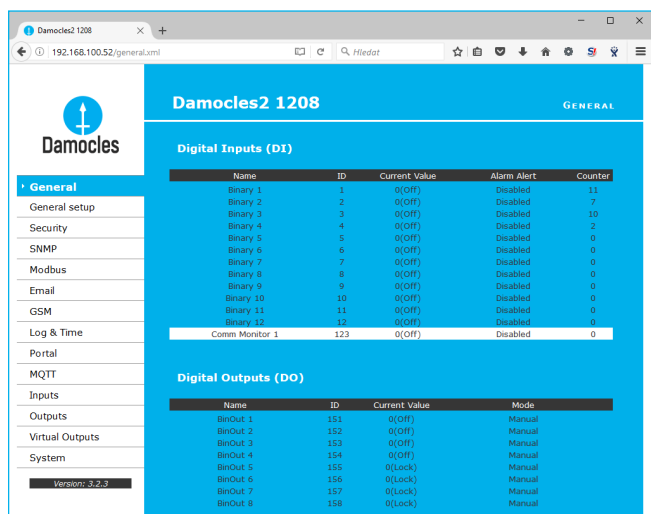 Damocles2 1208
192.168.100.52/general.xml
Hledat
Damocles
Damocles2 1208
GENERAL
General
General setup
Security
SNMP
Modbus
Email
GSM
Log & Time
Portal
MQTT
Inputs
Outputs
Virtual Outputs
System
Version: 3.2.3
Digital Inputs (DI)
Name ID Current Value Alarm Alert Counter
Binary 1 1 0(Off) Disabled 11
Binary 2 2 0(Off) Disabled 7
Binary 3 3 0(Off) Disabled 10
Binary 4 4 0(Off) Disabled 2
Binary 5 5 0(Off) Disabled 0
Binary 6 6 0(Off) Disabled 0
Binary 7 7 0(Off) Disabled 0
Binary 8 8 0(Off) Disabled 0
Binary 9 9 0(Off) Disabled 0
Binary 10 10 0(Off) Disabled 0
Binary 11 11 0(Off) Disabled 0
Binary 12 12 0(Off) Disabled 0
Comm Monitor 1 123 0(Off) Disabled 0
Digital Outputs (DO)
Name ID Current Value Mode
BinOut 1 151 0(Off) Manual
BinOut 2 152 0(Off) Manual
BinOut 3 153 0(Off) Manual
BinOut 4 154 0(Off) Manual
BinOut 5 155 0(Lock) Manual
BinOut 6 156 0(Lock) Manual
BinOut 7 157 0(Lock) Manual
BinOut 8 158 0(Lock) Manual